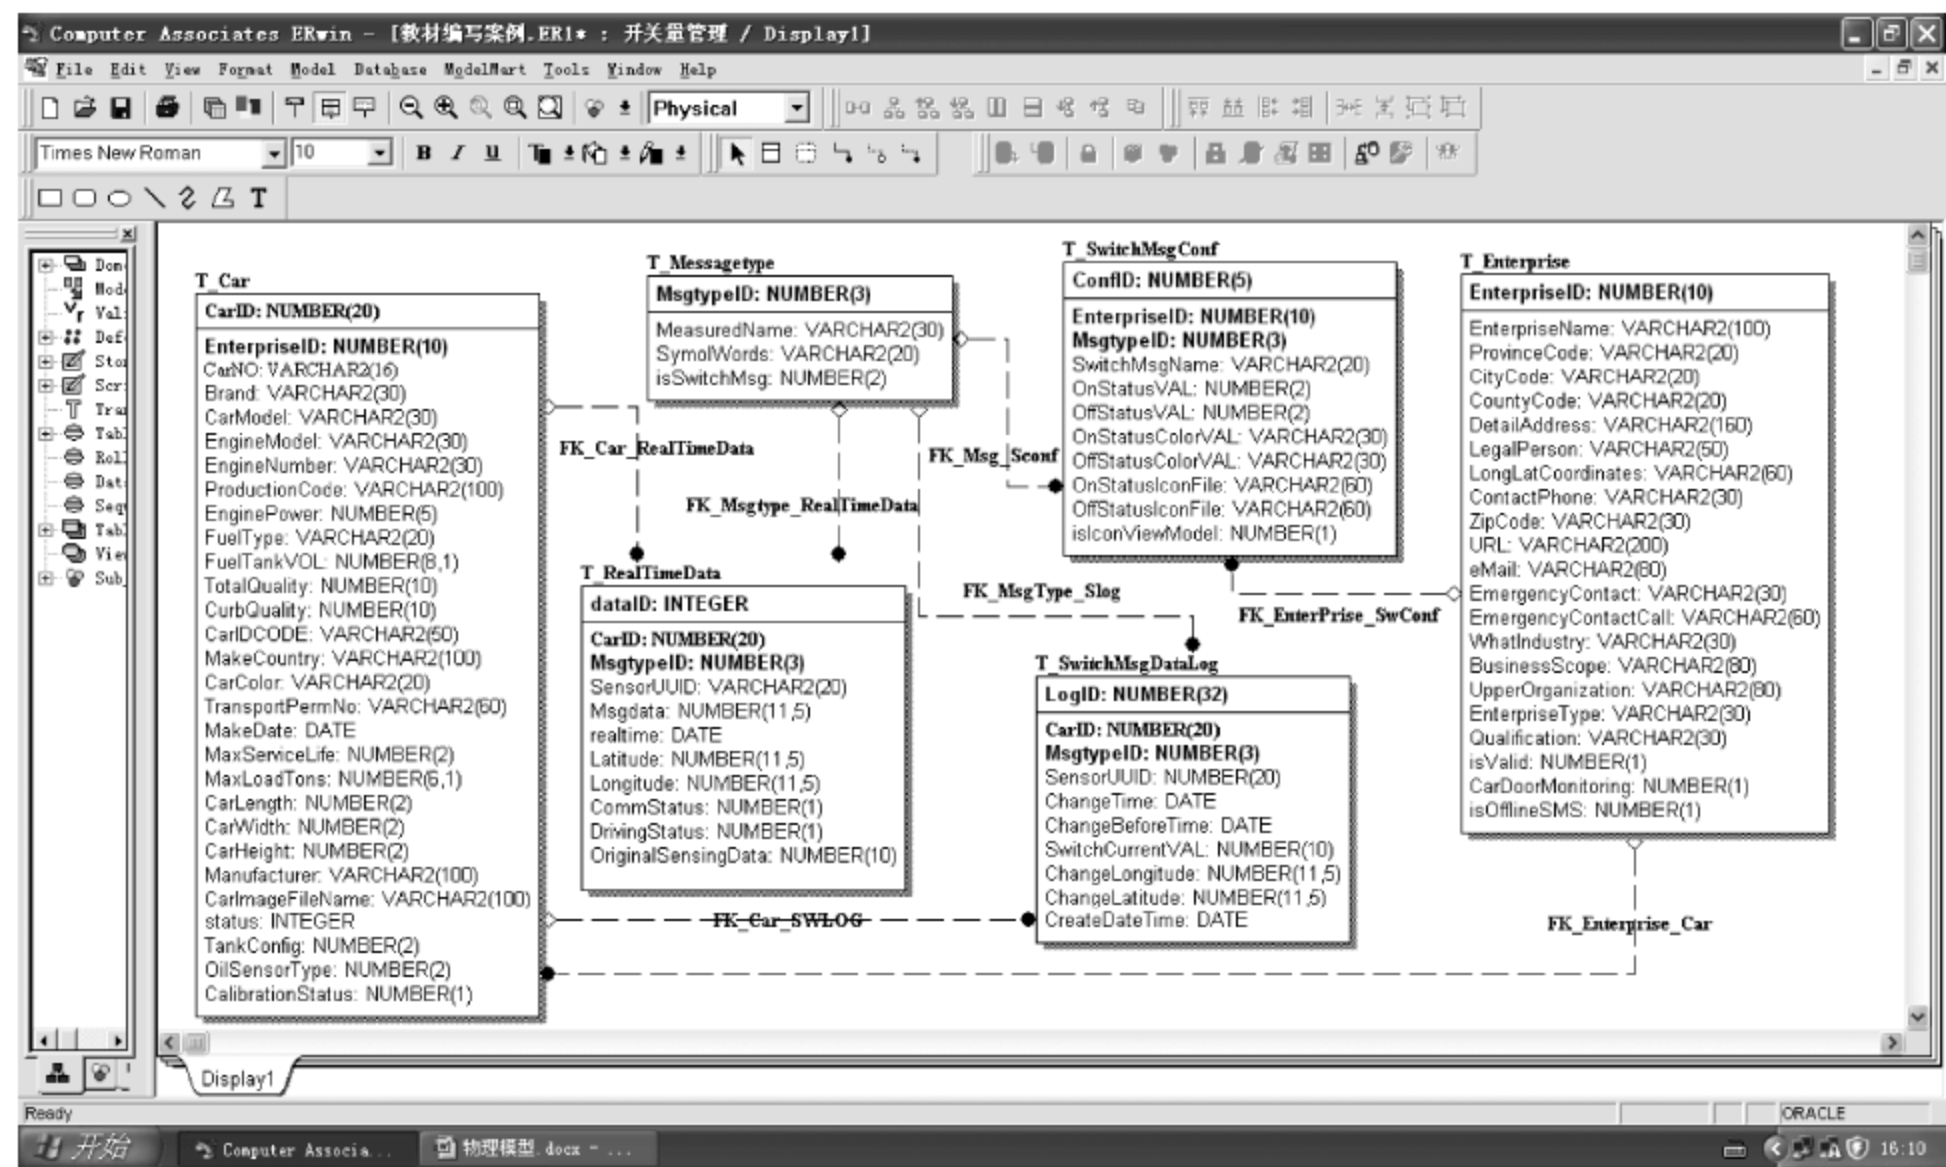 Computer Associates ERwin - [教材编写案例.ER1* : 开关量管理 / Display1]
File Edit View Format Model Database ModelMart Tools Window Help
Physical
Times New Roman
10
B I U
T
Dom
Mod
Val
Def
Sto
Scr
Tra
Tabl
Rol
Dat
Seq
Tabl
Vie
Sub_
T_Car
CarID: NUMBER(20)
EnterpriseID: NUMBER(10)
CarNO: VARCHAR2(16)
Brand: VARCHAR2(30)
CarModel: VARCHAR2(30)
EngineModel: VARCHAR2(30)
EngineNumber: VARCHAR2(30)
ProductionCode: VARCHAR2(100)
EnginePower: NUMBER(5)
FuelType: VARCHAR2(20)
FuelTankVOL: NUMBER(8,1)
TotalQuality: NUMBER(10)
CurbQuality: NUMBER(10)
CarIDCODE: VARCHAR2(50)
MakeCountry: VARCHAR2(100)
CarColor: VARCHAR2(20)
TransportPermNo: VARCHAR2(60)
MakeDate: DATE
MaxServiceLife: NUMBER(2)
MaxLoadTons: NUMBER(6,1)
CarLength: NUMBER(2)
CarWidth: NUMBER(2)
CarHeight: NUMBER(2)
Manufacturer: VARCHAR2(100)
CarImageFileName: VARCHAR2(100)
status: INTEGER
TankConfig: NUMBER(2)
OilSensorType: NUMBER(2)
CalibrationStatus: NUMBER(1)
T_Messagetype
MsgtypeID: NUMBER(3)
MeasuredName: VARCHAR2(30)
SymolWords: VARCHAR2(20)
isSwitchMsg: NUMBER(2)
FK_Car_RealTimeData
FK_Msgtype_RealTimeData
T_RealTimeData
dataID: INTEGER
CarID: NUMBER(20)
MsgtypeID: NUMBER(3)
SensorUUID: VARCHAR2(20)
Msgdata: NUMBER(11,5)
realtime: DATE
Latitude: NUMBER(11,5)
Longitude: NUMBER(11,5)
CommStatus: NUMBER(1)
DrivingStatus: NUMBER(1)
OriginalSensingData: NUMBER(10)
FK_Car_SWLOG
T_SwitchMsgConf
ConfID: NUMBER(5)
EnterpriseID: NUMBER(10)
MsgtypeID: NUMBER(3)
SwitchMsgName: VARCHAR2(20)
OnStatusVAL: NUMBER(2)
OffStatusVAL: NUMBER(2)
OnStatusColorVAL: VARCHAR2(30)
OffStatusColorVAL: VARCHAR2(30)
OnStatusIconFile: VARCHAR2(60)
OffStatusIconFile: VARCHAR2(60)
isIconViewModel: NUMBER(1)
FK_Msg_Sconf
FK_MsgType_Slog
FK_EnterPrise_SwConf
T_SwitchMsgDataLog
LogID: NUMBER(32)
CarID: NUMBER(20)
MsgtypeID: NUMBER(3)
SensorUUID: NUMBER(20)
ChangeTime: DATE
ChangeBeforeTime: DATE
SwitchCurrentVAL: NUMBER(10)
ChangeLongitude: NUMBER(11,5)
ChangeLatitude: NUMBER(11,5)
CreateDateTime: DATE
T_Enterprise
EnterpriseID: NUMBER(10)
EnterpriseName: VARCHAR2(100)
ProvinceCode: VARCHAR2(20)
CityCode: VARCHAR2(20)
CountyCode: VARCHAR2(20)
DetailAddress: VARCHAR2(160)
LegalPerson: VARCHAR2(50)
LongLatCoordinates: VARCHAR2(60)
ContactPhone: VARCHAR2(30)
ZipCode: VARCHAR2(30)
URL: VARCHAR2(200)
eMail: VARCHAR2(80)
EmergencyContact: VARCHAR2(30)
EmergencyContactCall: VARCHAR2(60)
WhatIndustry: VARCHAR2(30)
BusinessScope: VARCHAR2(80)
UpperOrganization: VARCHAR2(80)
EnterpriseType: VARCHAR2(30)
Qualification: VARCHAR2(30)
isValid: NUMBER(1)
CarDoorMonitoring: NUMBER(1)
isOfflineSMS: NUMBER(1)
FK_Enterprise_Car
Display1
Ready
ORACLE
开始
Computer Associa...
物理模型.docx - ...
16:10